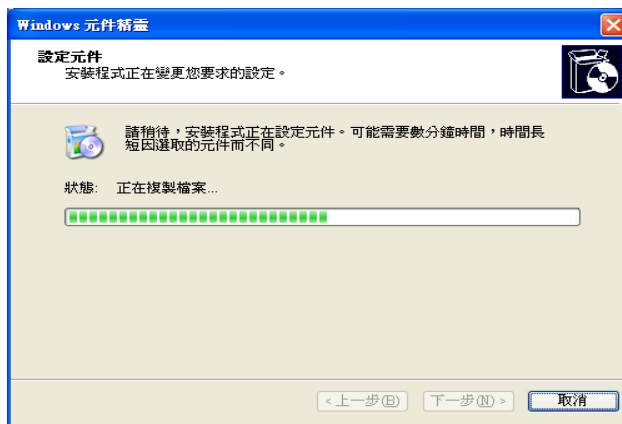 Windows 元件精靈
設定元件
安裝程式正在變更您要求的設定。
請稍待，安裝程式正在設定元件。可能需要數分鐘時間，時間長
短因選取的元件而不同。
狀態: 正在複製檔案...
<上一步(B) 下一步(N)> 取消